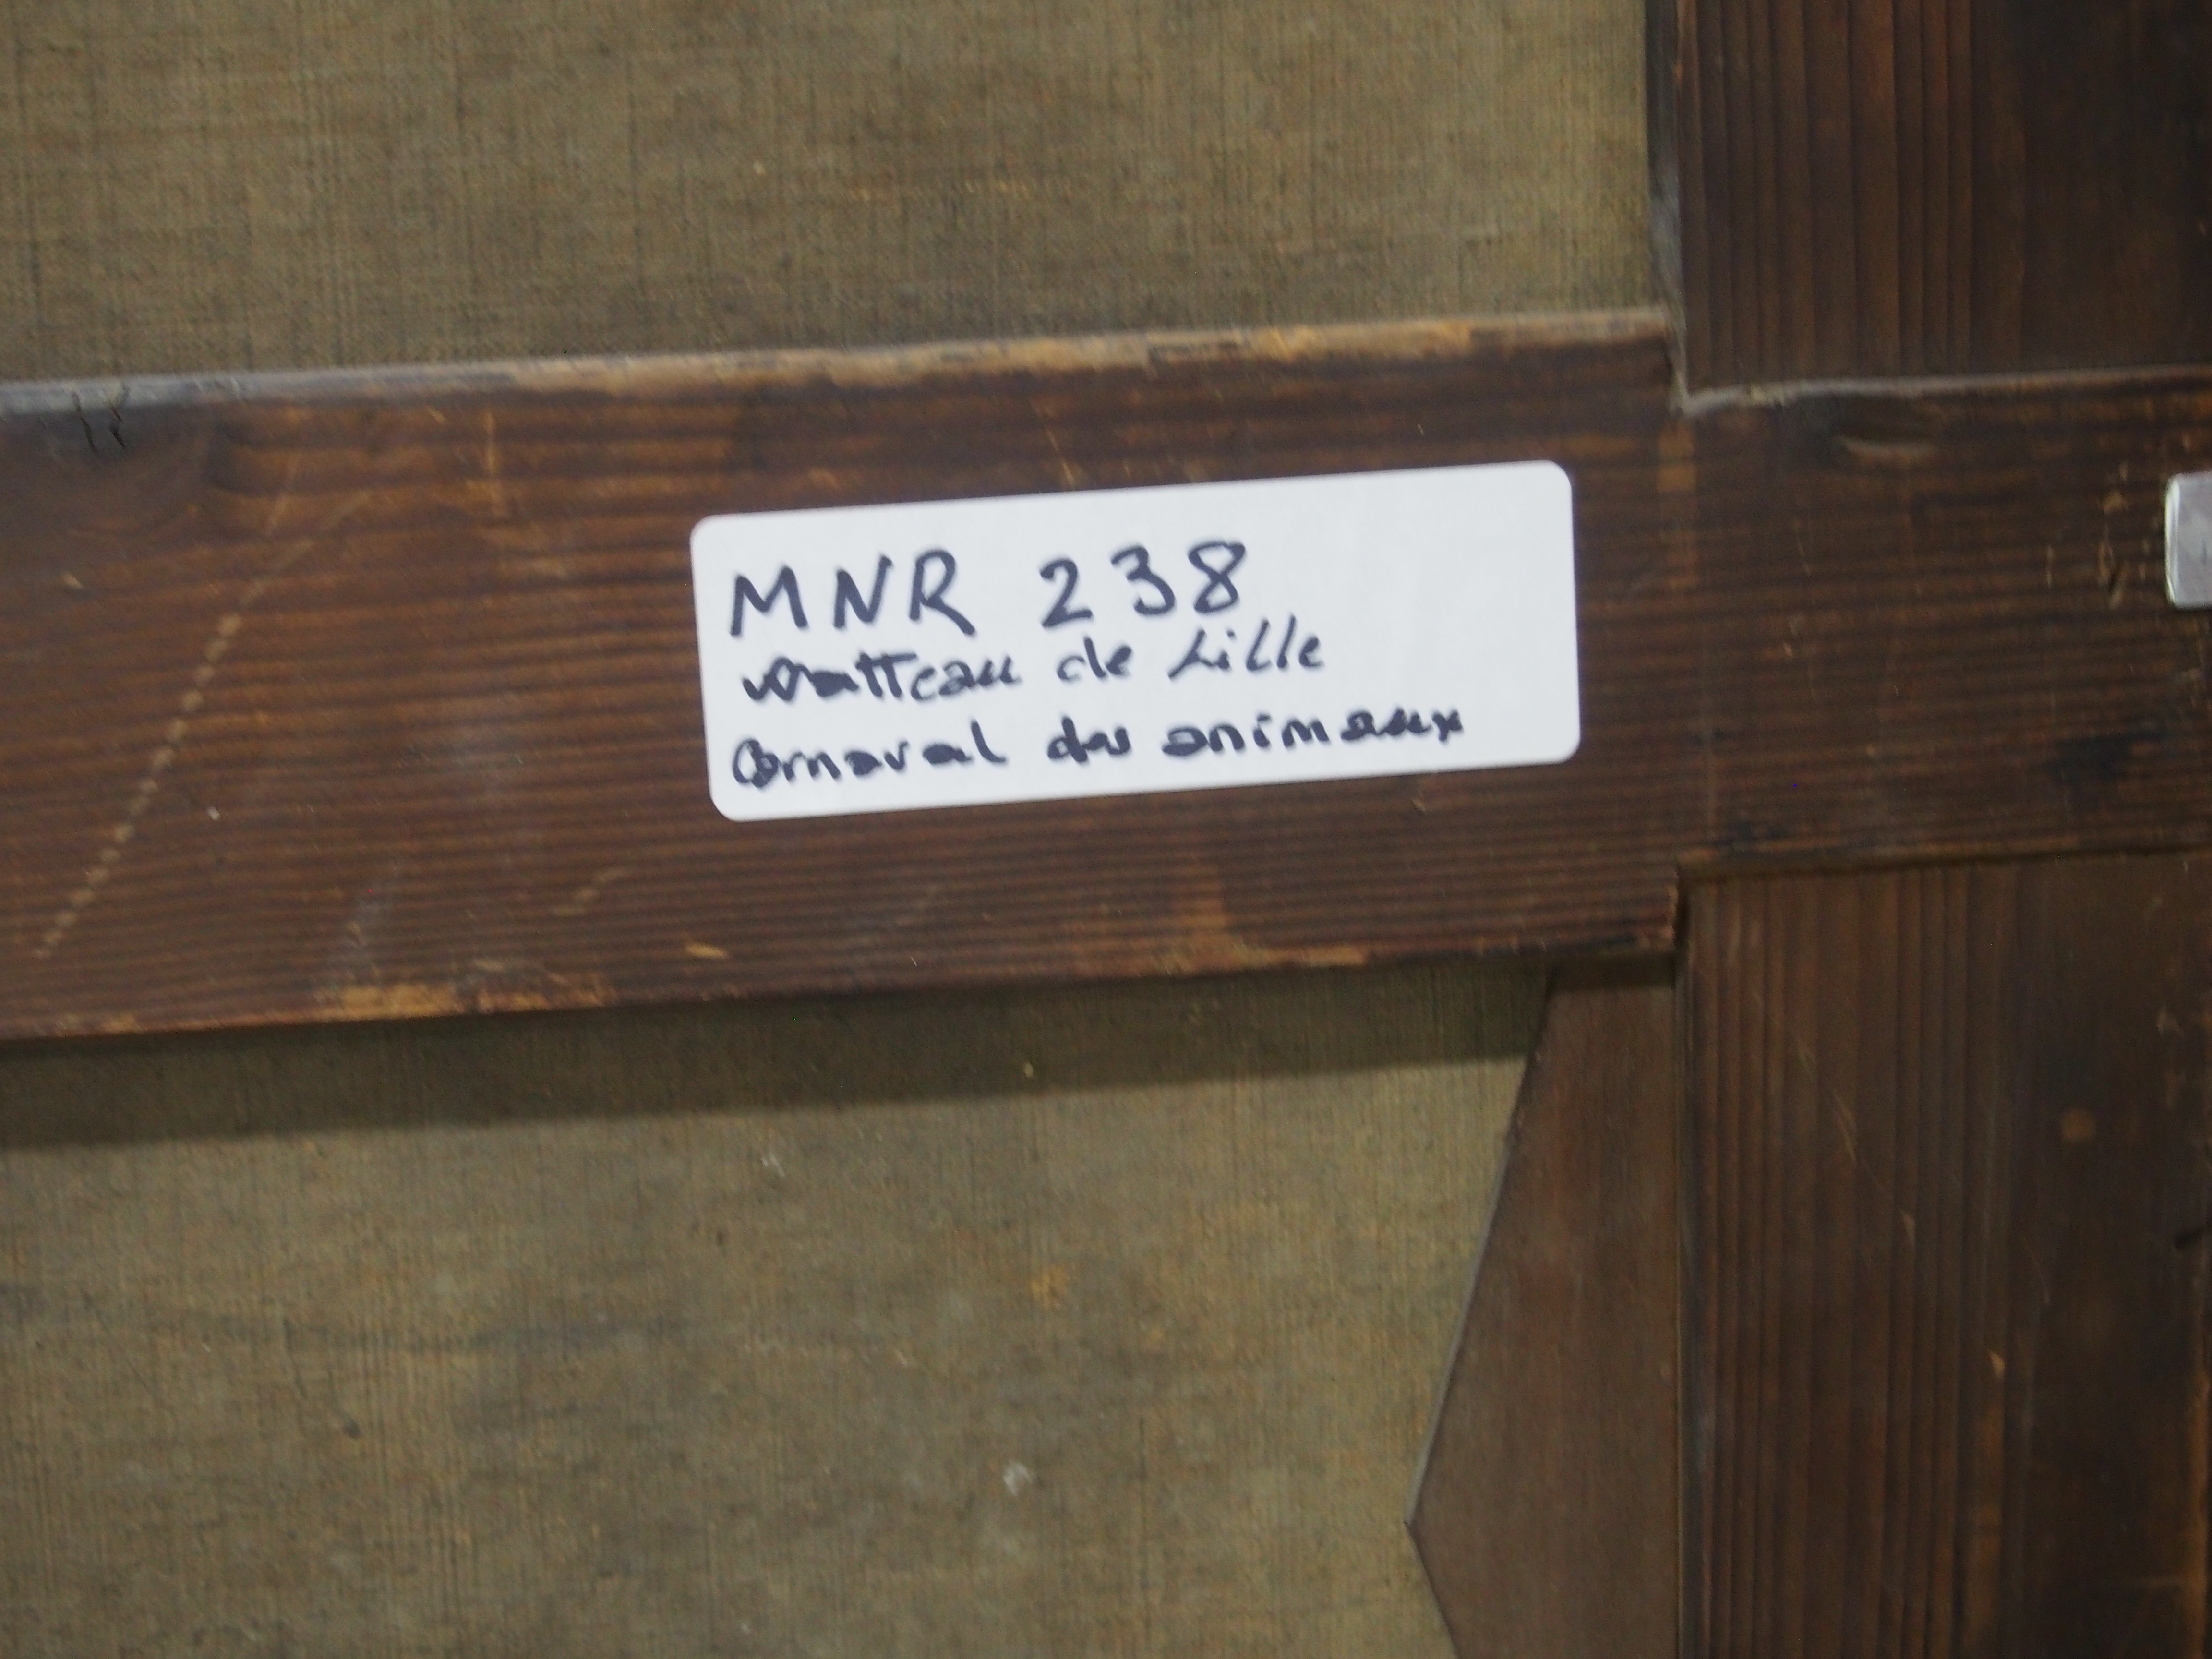 MNR 238
Watteau de Lille
Carnaval des animaux